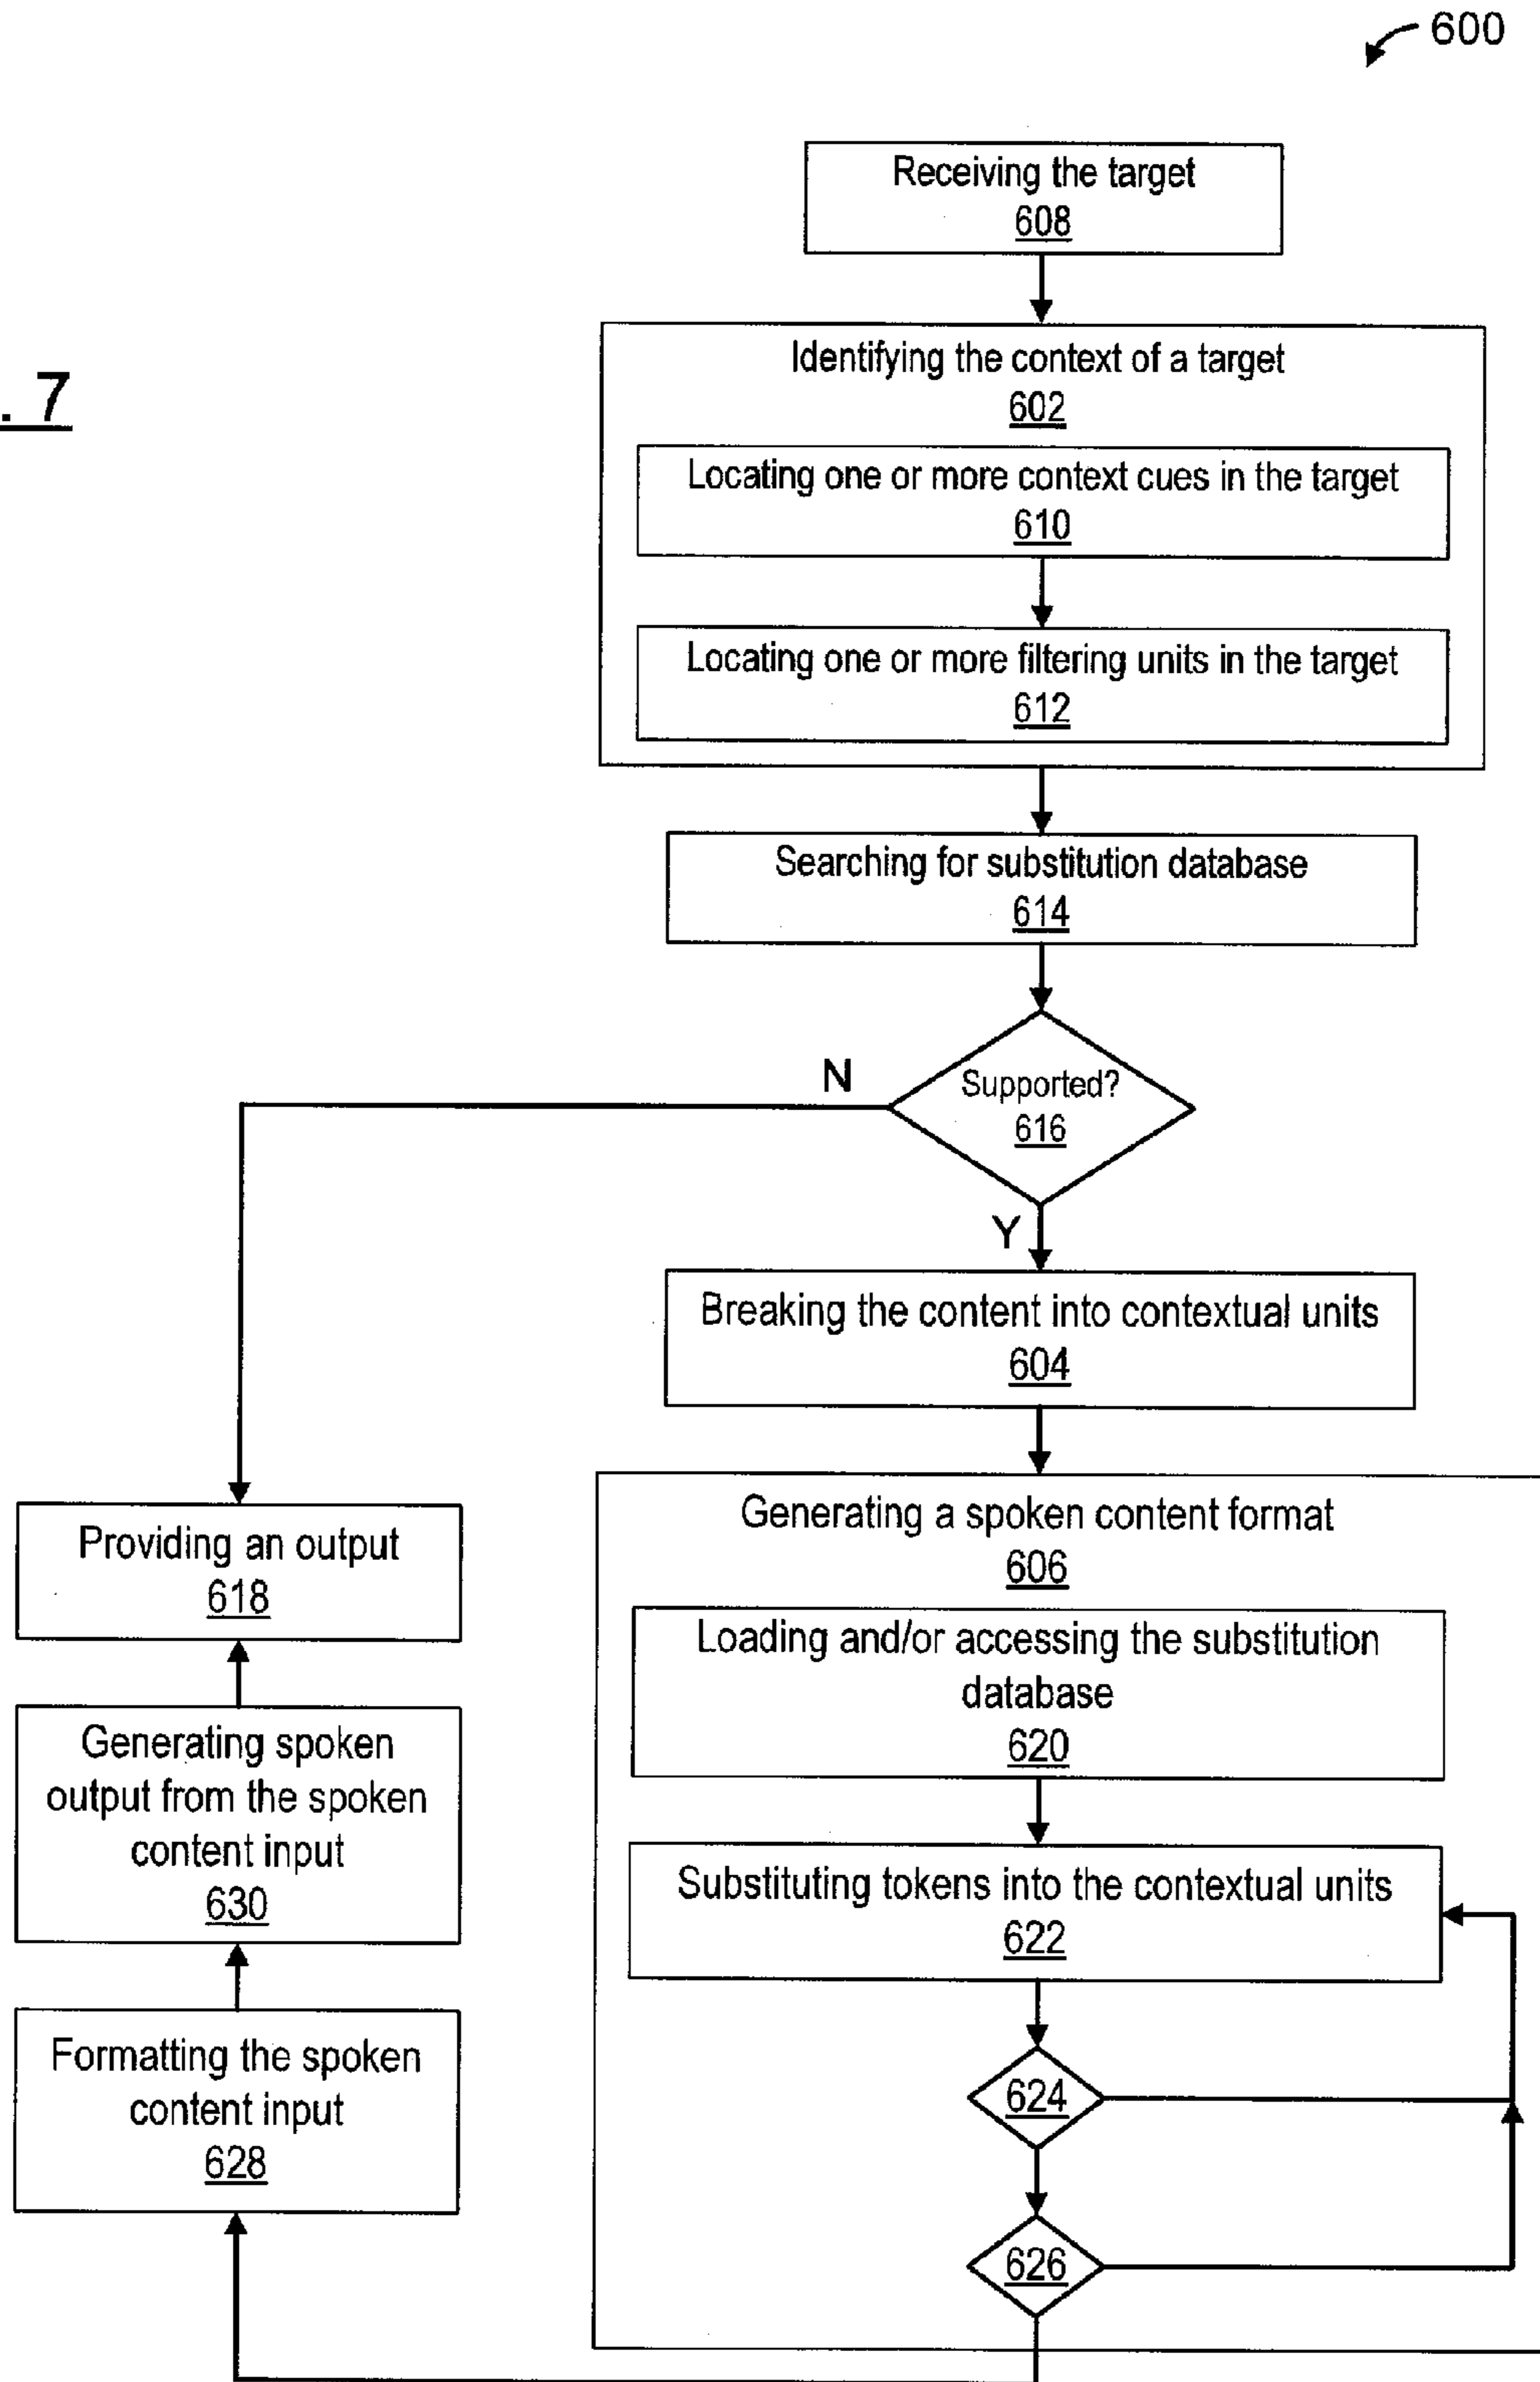 600
. 7
Receiving the target
608
Identifying the context of a target
602
Locating one or more context cues in the target
610
Locating one or more filtering units in the target
612
Searching for substitution database
614
Supported?
616
N
Y
Breaking the content into contextual units
604
Generating a spoken content format
606
Loading and/or accessing the substitution
database
620
Substituting tokens into the contextual units
622
624
626
Providing an output
618
Generating spoken
output from the spoken
content input
630
Formatting the spoken
content input
628